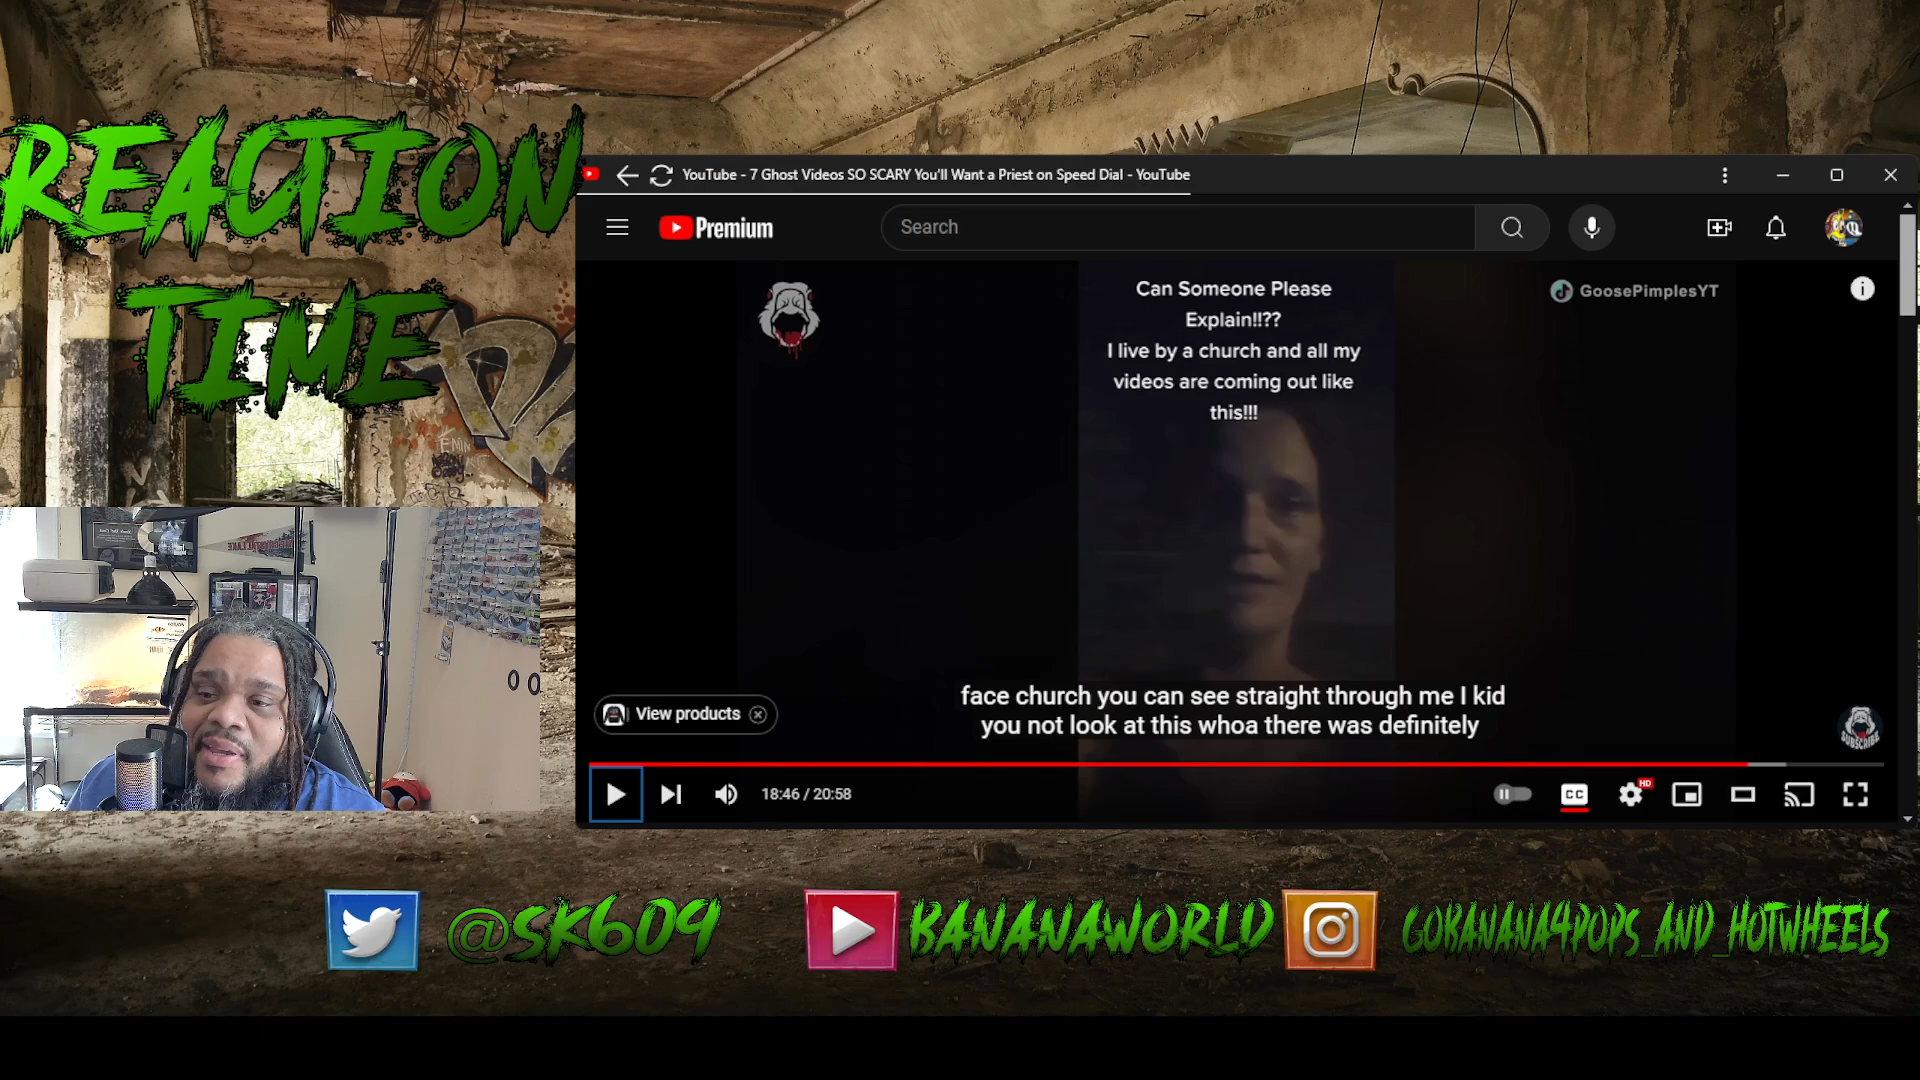 REACTION
TIME
YouTube - 7 Ghost Videos SO SCARY You'll Want a Priest on Speed Dial - YouTube
Premium
Search
Can Someone Please
Explain!!??
I live by a church and all my
videos are coming out like
this!!!
GoosePimplesYT
face church you can see straight through me I kid
you not look at this whoa there was definitely
View products
SUBSCRIBE
18:46 / 20:58
CC
HD
@SK609
BANANAWORLD
GOBANANA4POPS_AND_HOTWHEELS